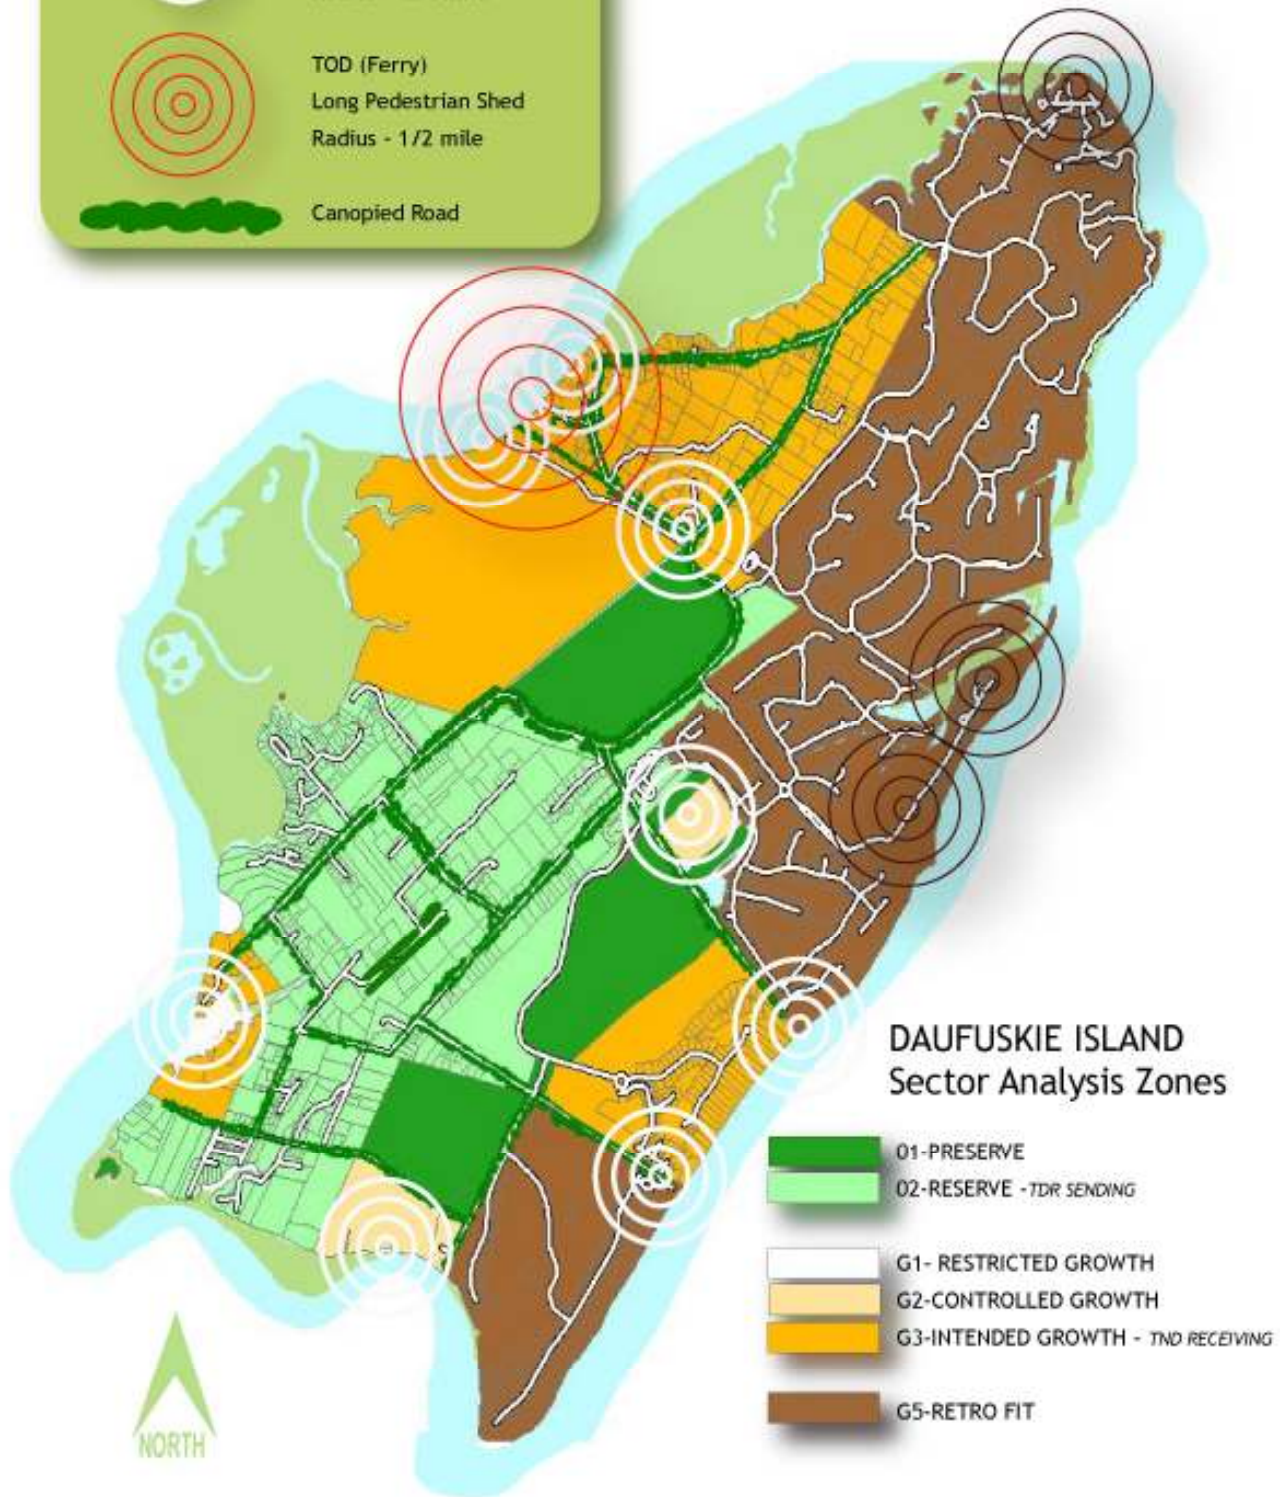 TOD (Ferry)
Long Pedestrian Shed
Radius - 1/2 mile
Canopied Road
DAUFUSKIE ISLAND
Sector Analysis Zones
O1-PRESERVE
O2-RESERVE -TDR SENDING
G1- RESTRICTED GROWTH
G2-CONTROLLED GROWTH
G3-INTENDED GROWTH - TND RECEIVING
G5-RETRO FIT
NORTH